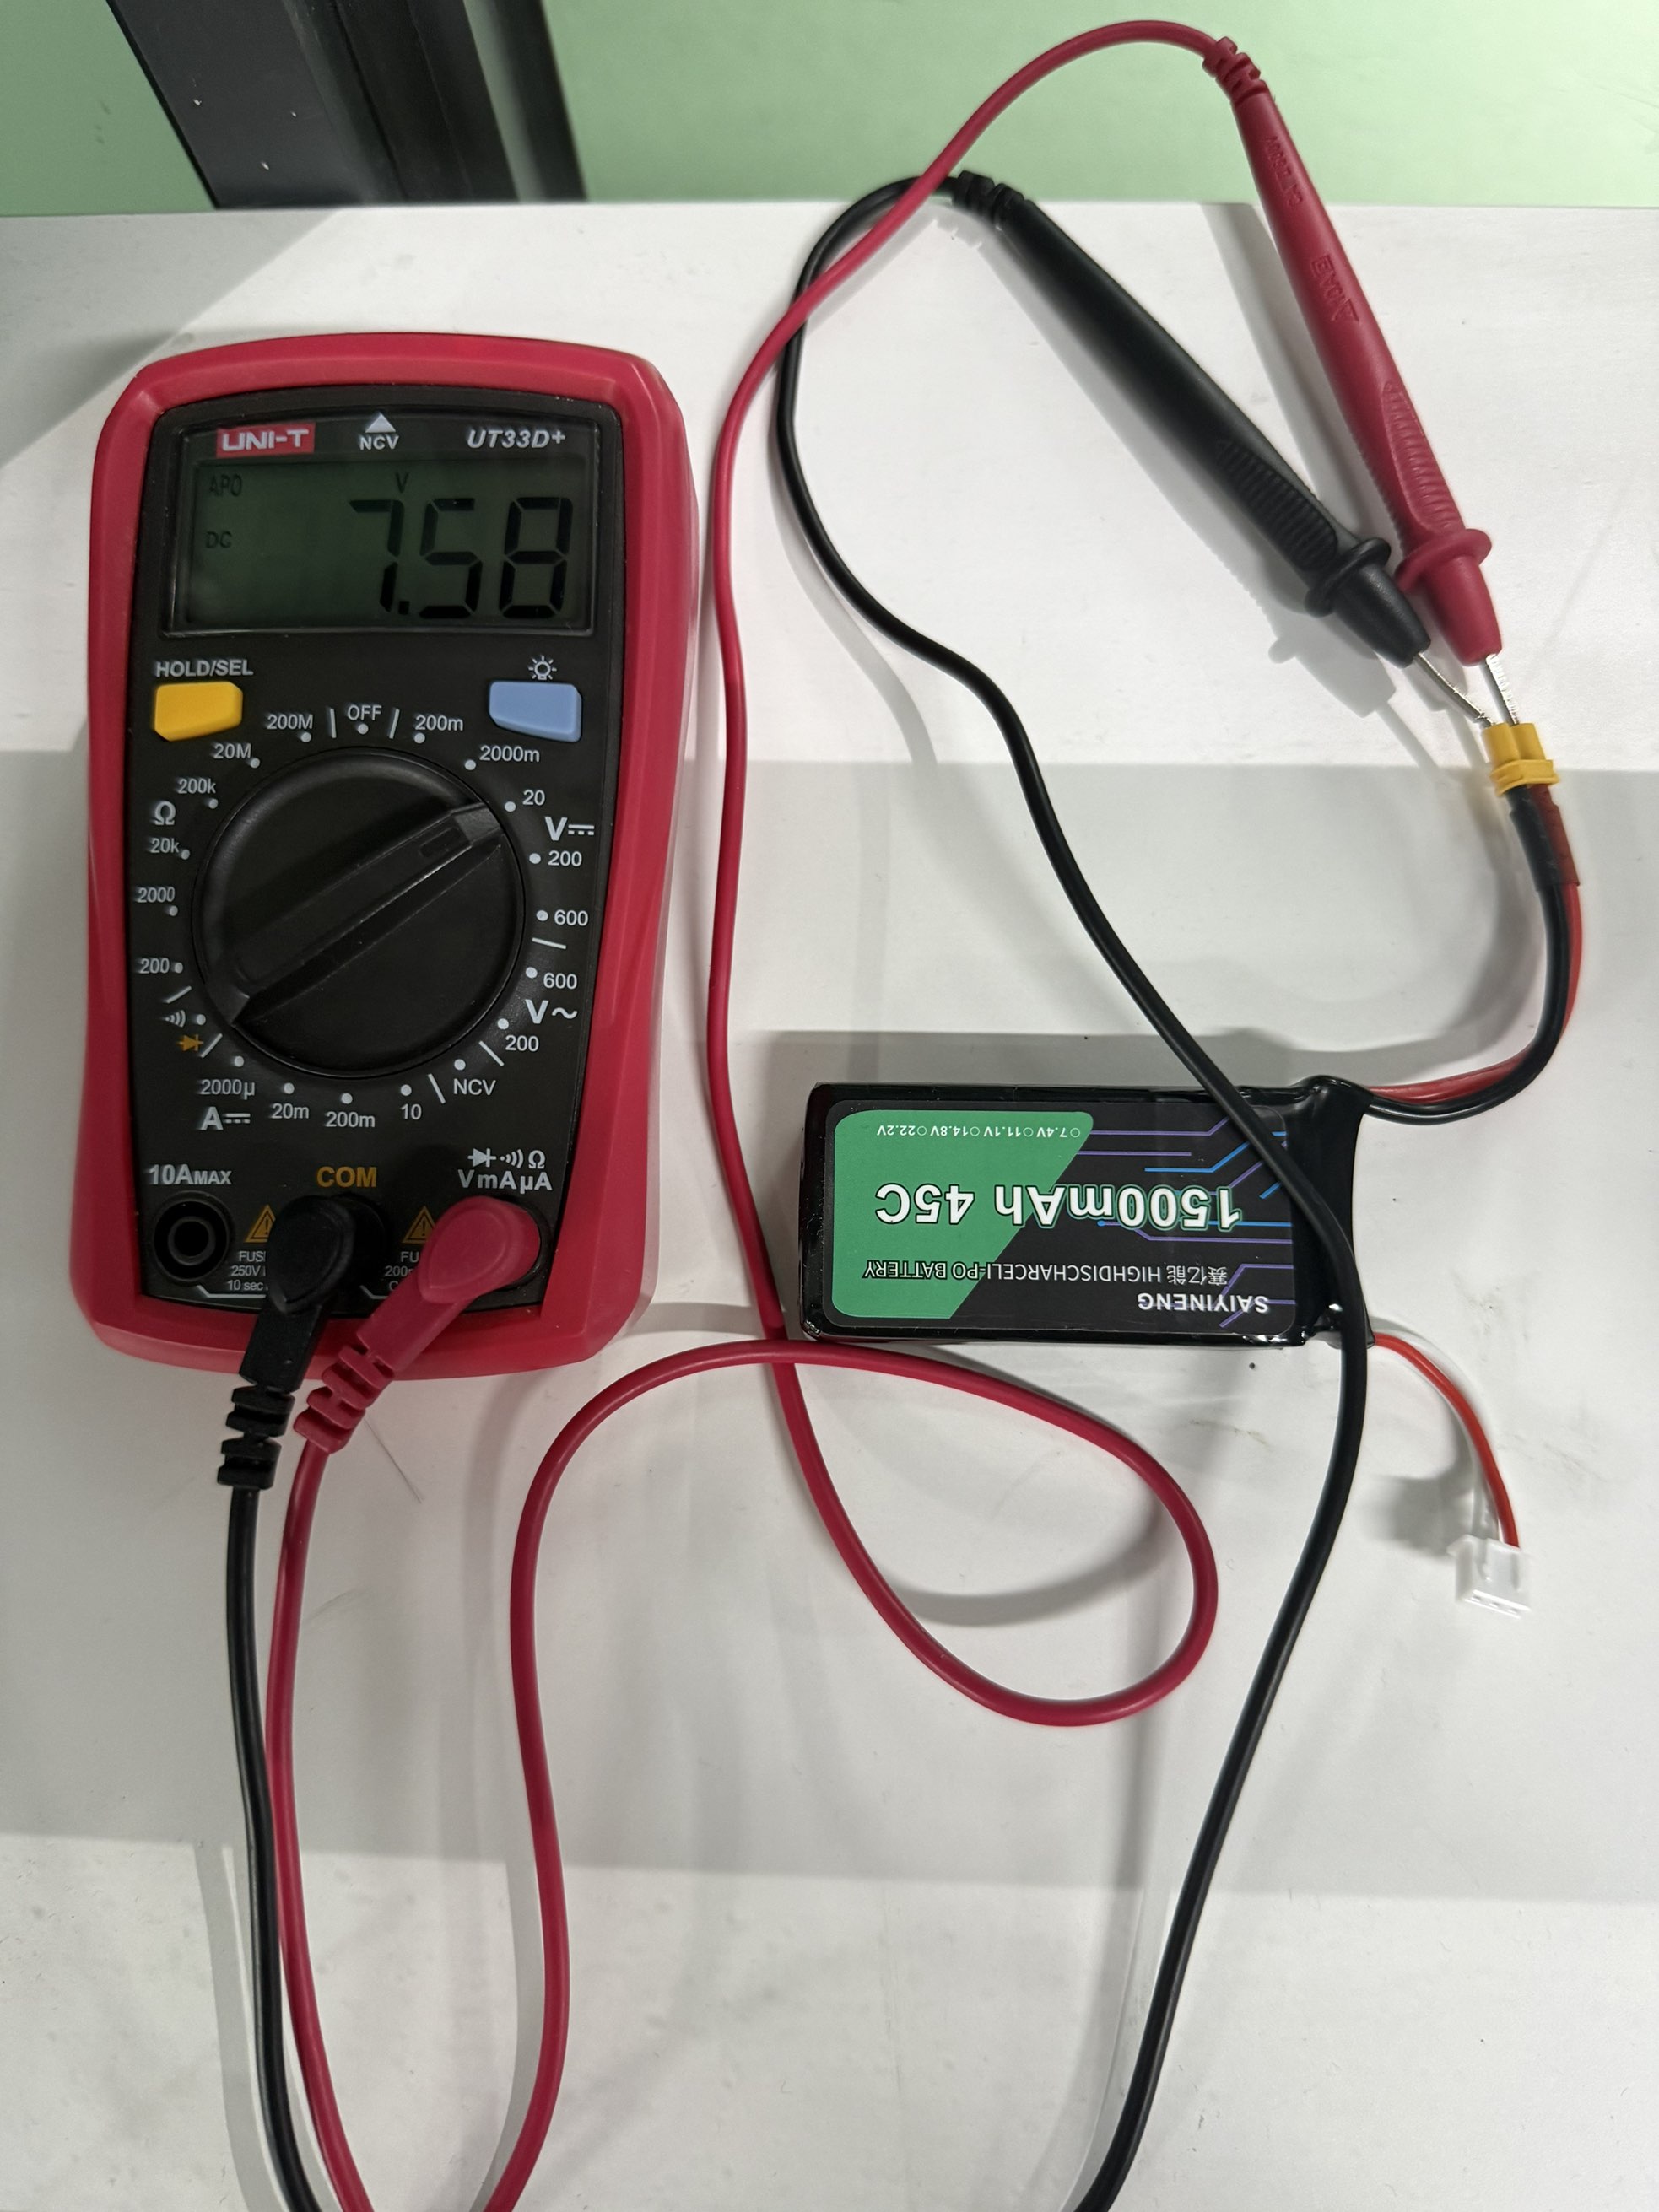 UNI-T
NCV
UT33D+
APO
V
DC
7.58
HOLD/SEL
200M
OFF
200m
20M
2000m
200k
20
Ω
V
20k
200
2000
600
200
600
V~
200
2000µ
NCV
A
20m
200m
10
10AMAX
COM
Ω
VmAµA
10 sec
SAIYINENG
赛亿能 HIGHDISCHARCELI-PO BATTERY
1500mAh 45C
7.4V 11.1V 14.8V 22.2V